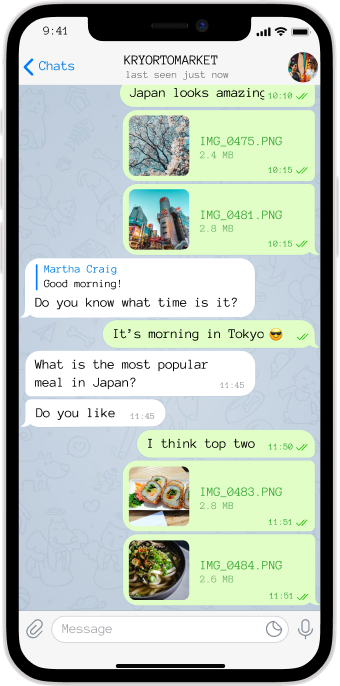 9:41
Chats
KRYORTOMARKET
last seen just now
Japan looks amazing
10:10
IMG_0475.PNG
2.4 MB
10:15
IMG_0481.PNG
2.8 MB
10:15
Martha Craig
Good morning!
Do you know what time is it?
It’s morning in Tokyo 😎
What is the most popular
meal in Japan?
11:45
Do you like
11:45
I think top two
11:50
IMG_0483.PNG
2.8 MB
11:51
IMG_0484.PNG
2.6 MB
11:51
Message